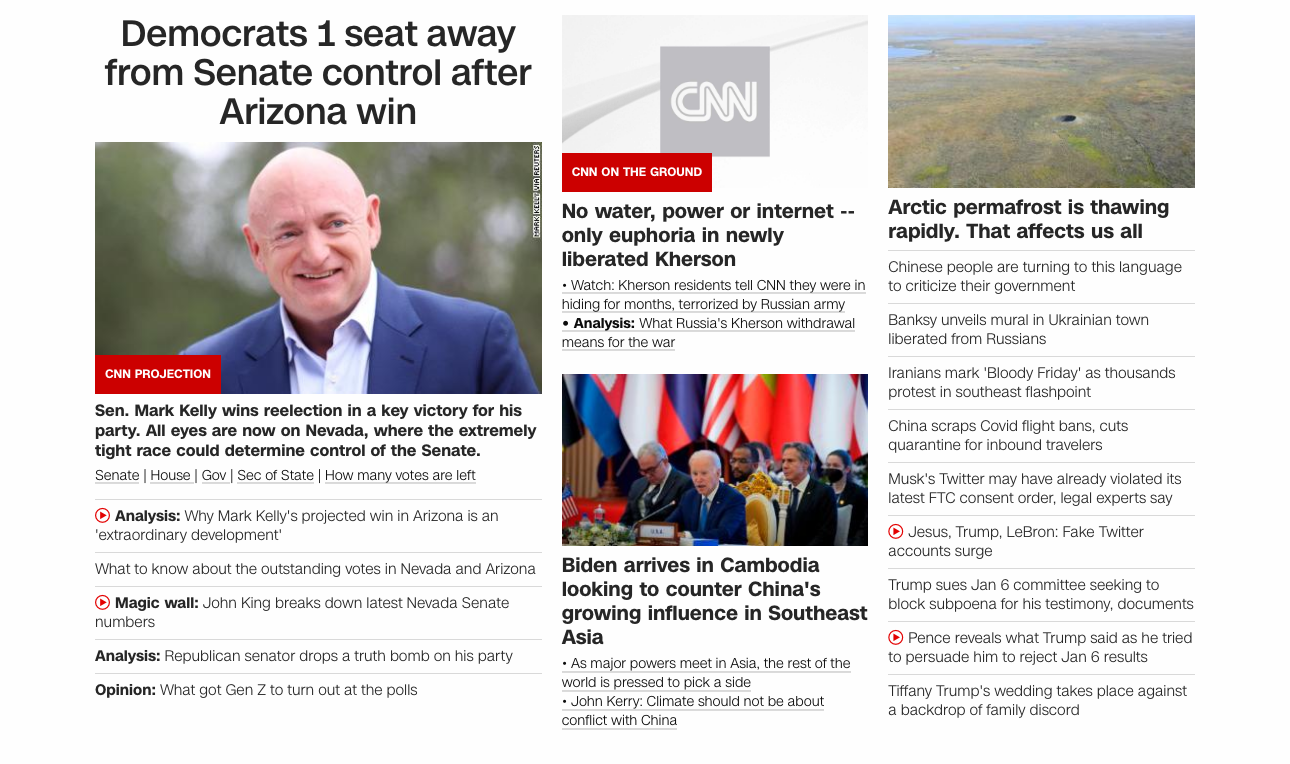 Democrats 1 seat away
from Senate control after
Arizona win
MARK KELLY VIA REUTERS
CNN PROJECTION
Sen. Mark Kelly wins reelection in a key victory for his
party. All eyes are now on Nevada, where the extremely
tight race could determine control of the Senate.
Senate | House | Gov | Sec of State | How many votes are left
Analysis: Why Mark Kelly's projected win in Arizona is an
'extraordinary development'
What to know about the outstanding votes in Nevada and Arizona
Magic wall: John King breaks down latest Nevada Senate
numbers
Analysis: Republican senator drops a truth bomb on his party
Opinion: What got Gen Z to turn out at the polls
CNN
CNN ON THE GROUND
No water, power or internet --
only euphoria in newly
liberated Kherson
• Watch: Kherson residents tell CNN they were in
hiding for months, terrorized by Russian army
• Analysis: What Russia's Kherson withdrawal
means for the war
U.S.A.
Biden arrives in Cambodia
looking to counter China's
growing influence in Southeast
Asia
• As major powers meet in Asia, the rest of the
world is pressed to pick a side
• John Kerry: Climate should not be about
conflict with China
Arctic permafrost is thawing
rapidly. That affects us all
Chinese people are turning to this language
to criticize their government
Banksy unveils mural in Ukrainian town
liberated from Russians
Iranians mark 'Bloody Friday' as thousands
protest in southeast flashpoint
China scraps Covid flight bans, cuts
quarantine for inbound travelers
Musk's Twitter may have already violated its
latest FTC consent order, legal experts say
Jesus, Trump, LeBron: Fake Twitter
accounts surge
Trump sues Jan 6 committee seeking to
block subpoena for his testimony, documents
Pence reveals what Trump said as he tried
to persuade him to reject Jan 6 results
Tiffany Trump's wedding takes place against
a backdrop of family discord